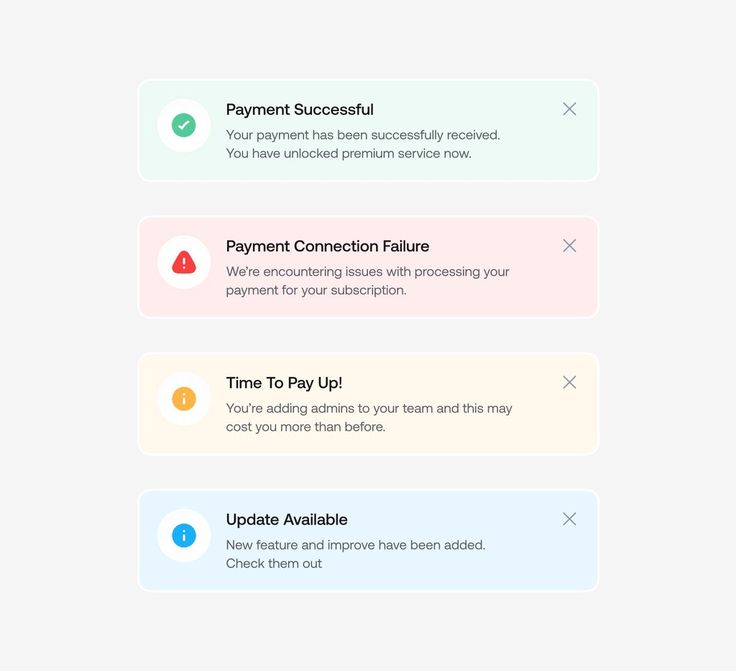 Payment Successful
Your payment has been successfully received.
You have unlocked premium service now.
Payment Connection Failure
We’re encountering issues with processing your
payment for your subscription.
Time To Pay Up!
You’re adding admins to your team and this may
cost you more than before.
Update Available
New feature and improve have been added.
Check them out